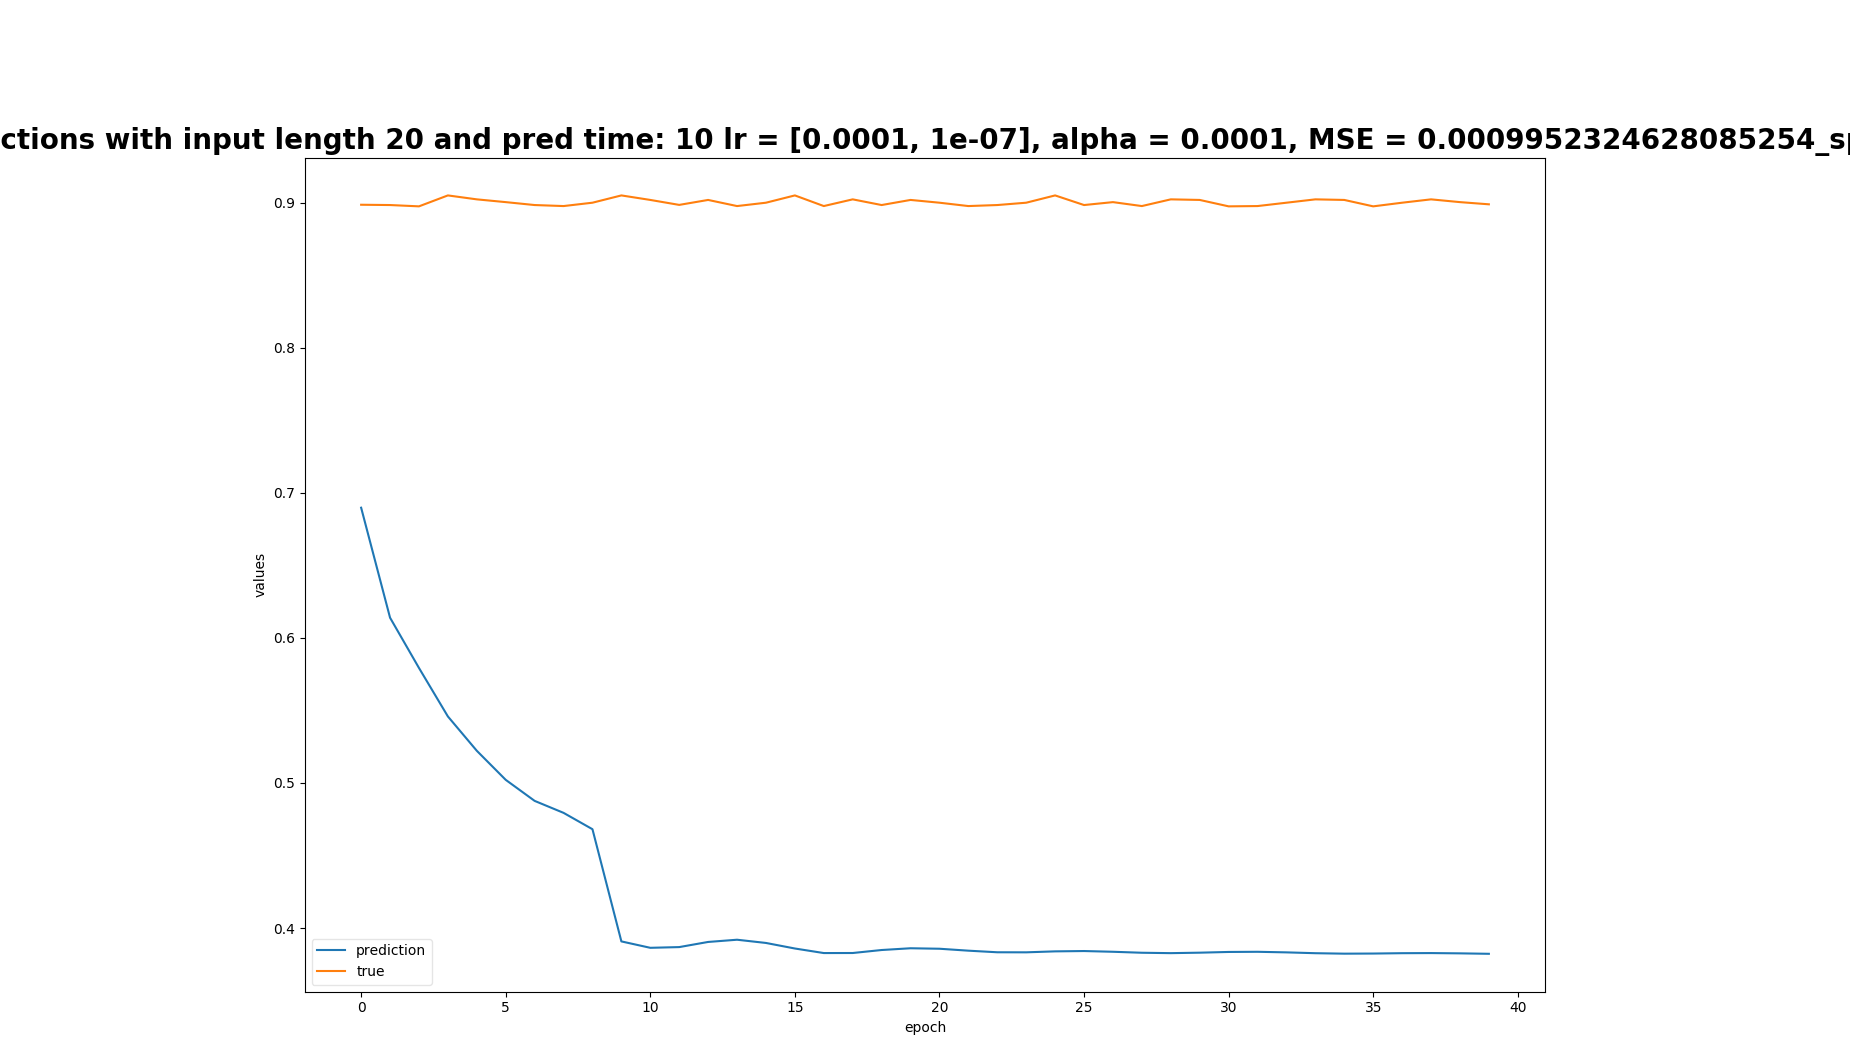 ctions with input length 20 and pred time: 10 lr = [0.0001, 1e-07], alpha = 0.0001, MSE = 0.0009952324628085254_sp
0.9
0.8
0.7
0.6
0.5
0.4
values
prediction
true
0 5 10 15 20 25 30 35 40
epoch